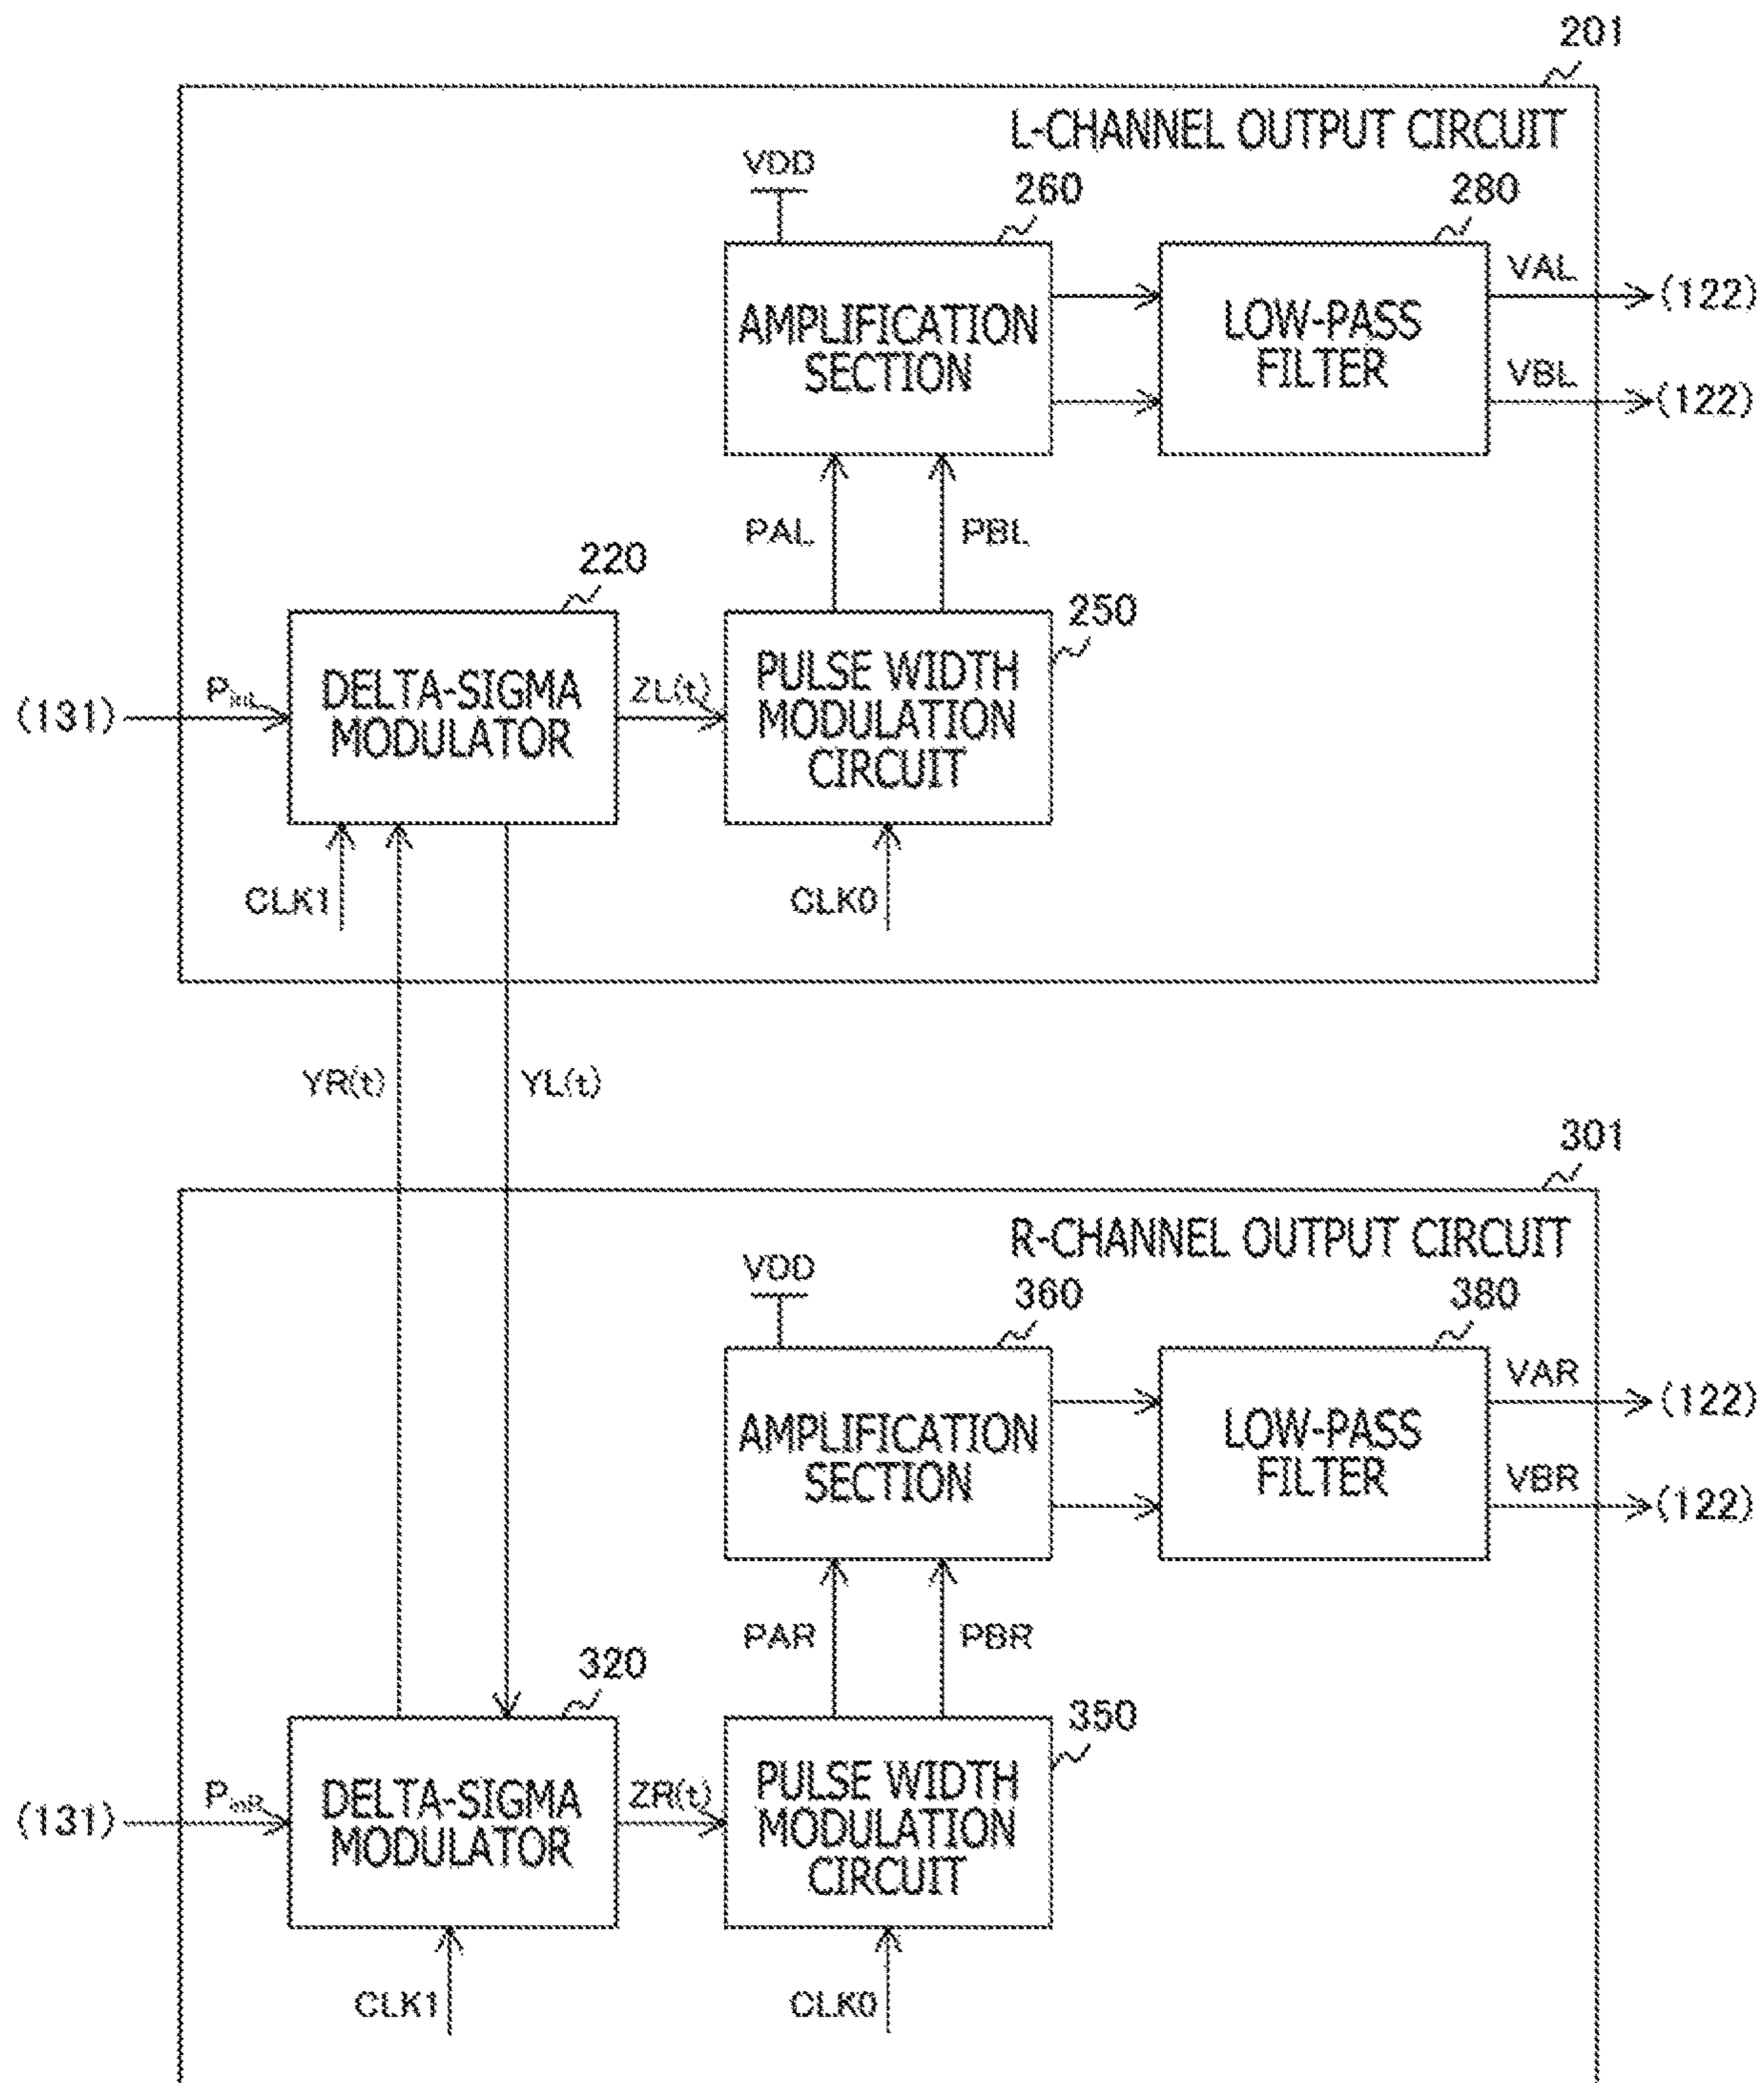 201
L-CHANNEL OUTPUT CIRCUIT
VDD
260
280
AMPLIFICATION
SECTION
LOW-PASS
FILTER
VAL
(122)
VBL
(122)
PAL
PBL
220
250
(131)
PinL
DELTA-SIGMA
MODULATOR
ZL(t)
PULSE WIDTH
MODULATION
CIRCUIT
CLK1
CLK0
YR(t)
YL(t)
301
R-CHANNEL OUTPUT CIRCUIT
VDD
360
380
AMPLIFICATION
SECTION
LOW-PASS
FILTER
VAR
(122)
VBR
(122)
PAR
PBR
320
350
(131)
PinR
DELTA-SIGMA
MODULATOR
ZR(t)
PULSE WIDTH
MODULATION
CIRCUIT
CLK1
CLK0